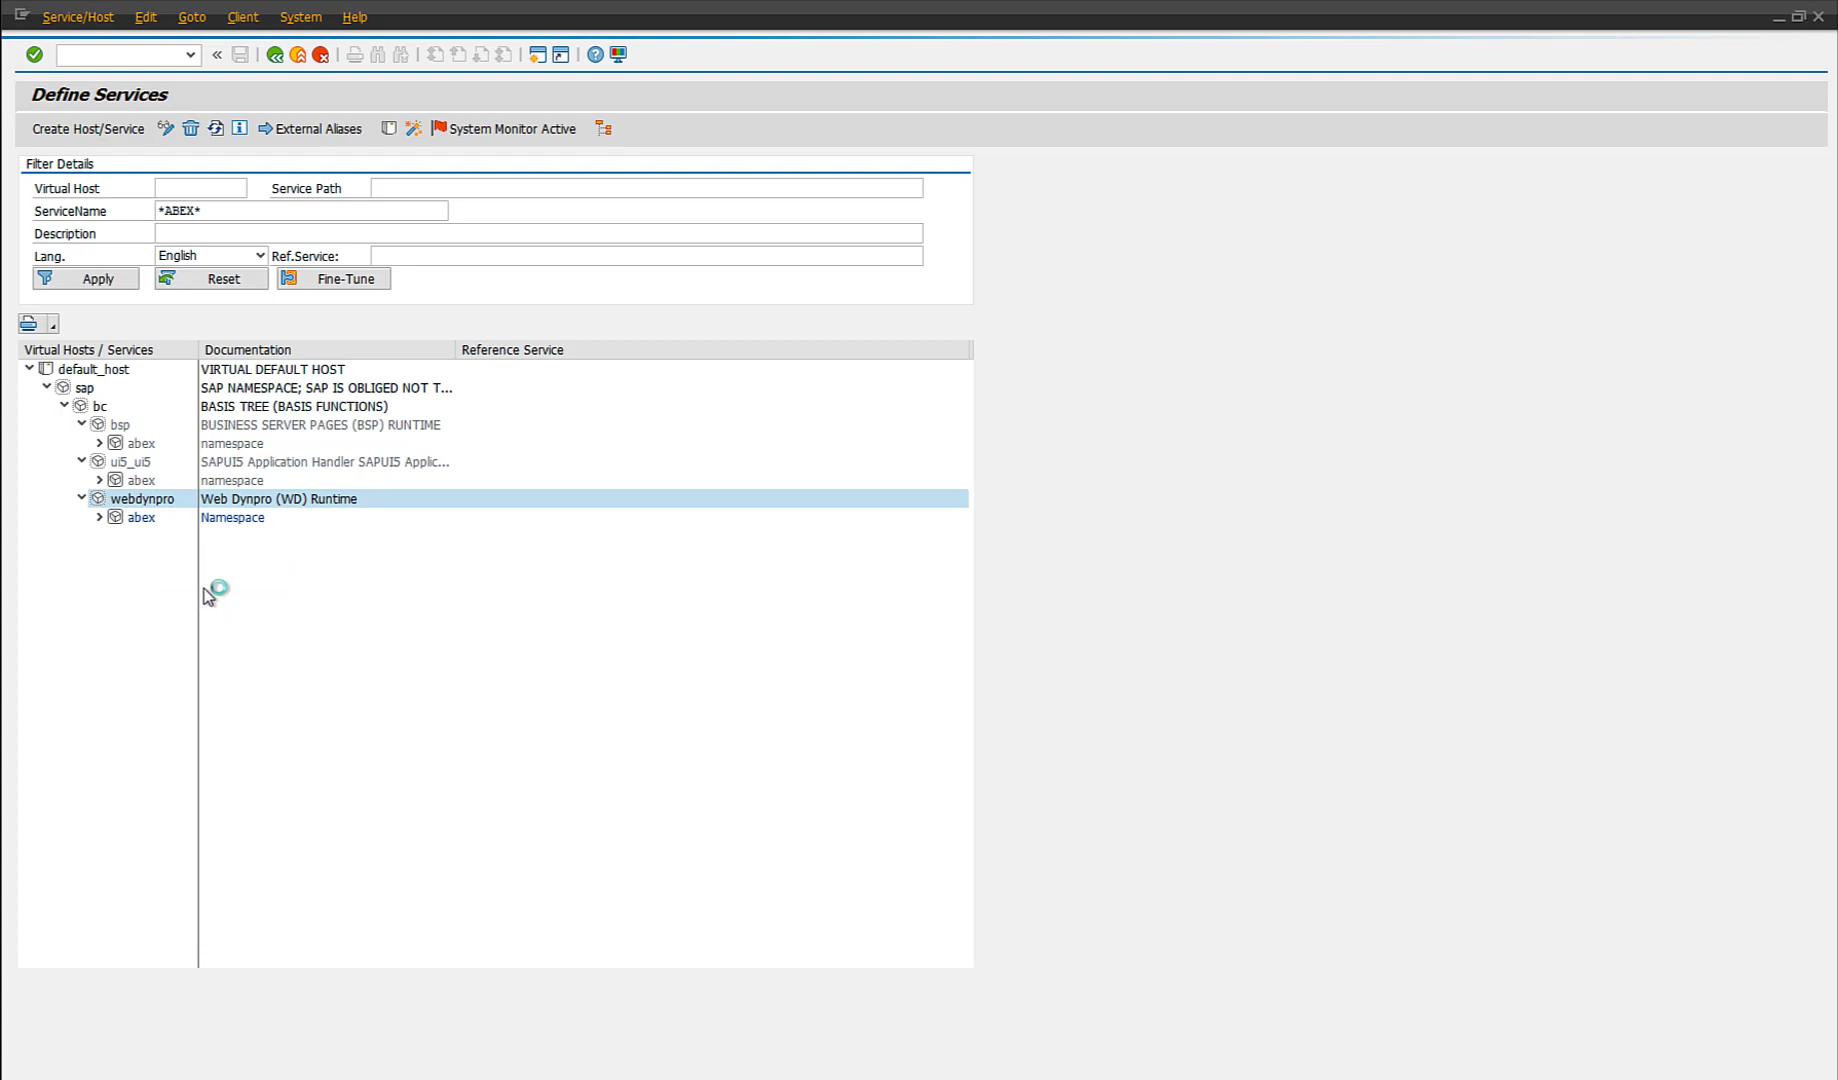 Service/Host Edit Goto Client System Help
Define Services
Create Host/Service External Aliases System Monitor Active
Filter Details
Virtual Host Service Path
ServiceName *ABEX*
Description
Lang. English Ref.Service:
Apply Reset Fine-Tune
Virtual Hosts / Services Documentation Reference Service
default_host VIRTUAL DEFAULT HOST
sap SAP NAMESPACE; SAP IS OBLIGED NOT T...
bc BASIS TREE (BASIS FUNCTIONS)
bsp BUSINESS SERVER PAGES (BSP) RUNTIME
abex namespace
ui5_ui5 SAPUI5 Application Handler SAPUI5 Applic...
abex namespace
webdynpro Web Dynpro (WD) Runtime
abex Namespace